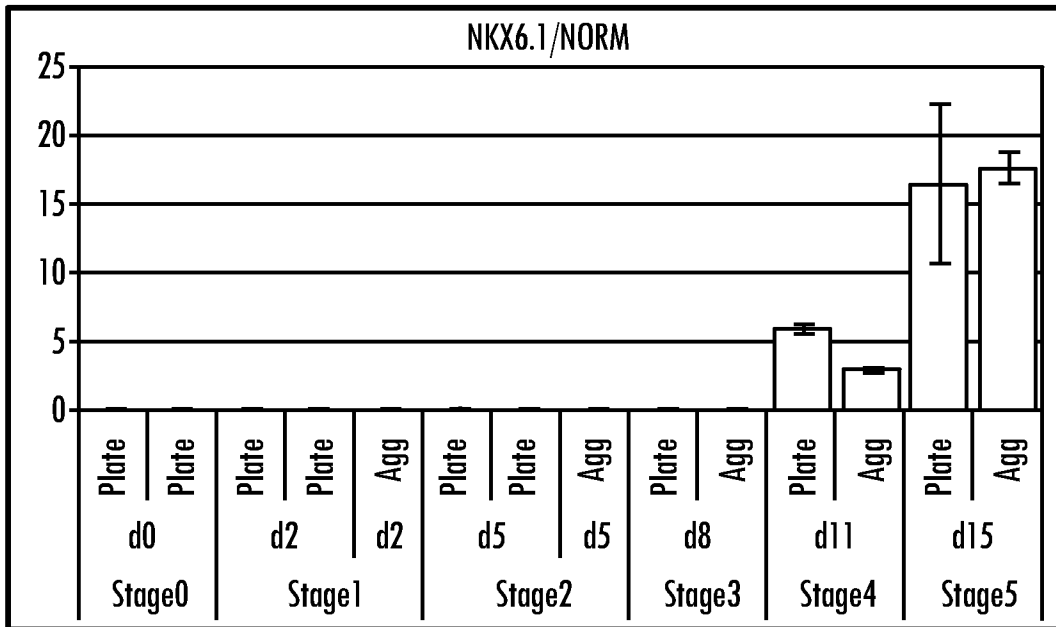 NKX6.1/NORM
25
20
15
10
5
0
Plate Plate Plate Plate Agg Plate Plate Agg Plate Agg Plate Agg Plate Agg
d0 d2 d2 d5 d5 d8 d11 d15
Stage0 Stage1 Stage2 Stage3 Stage4 Stage5